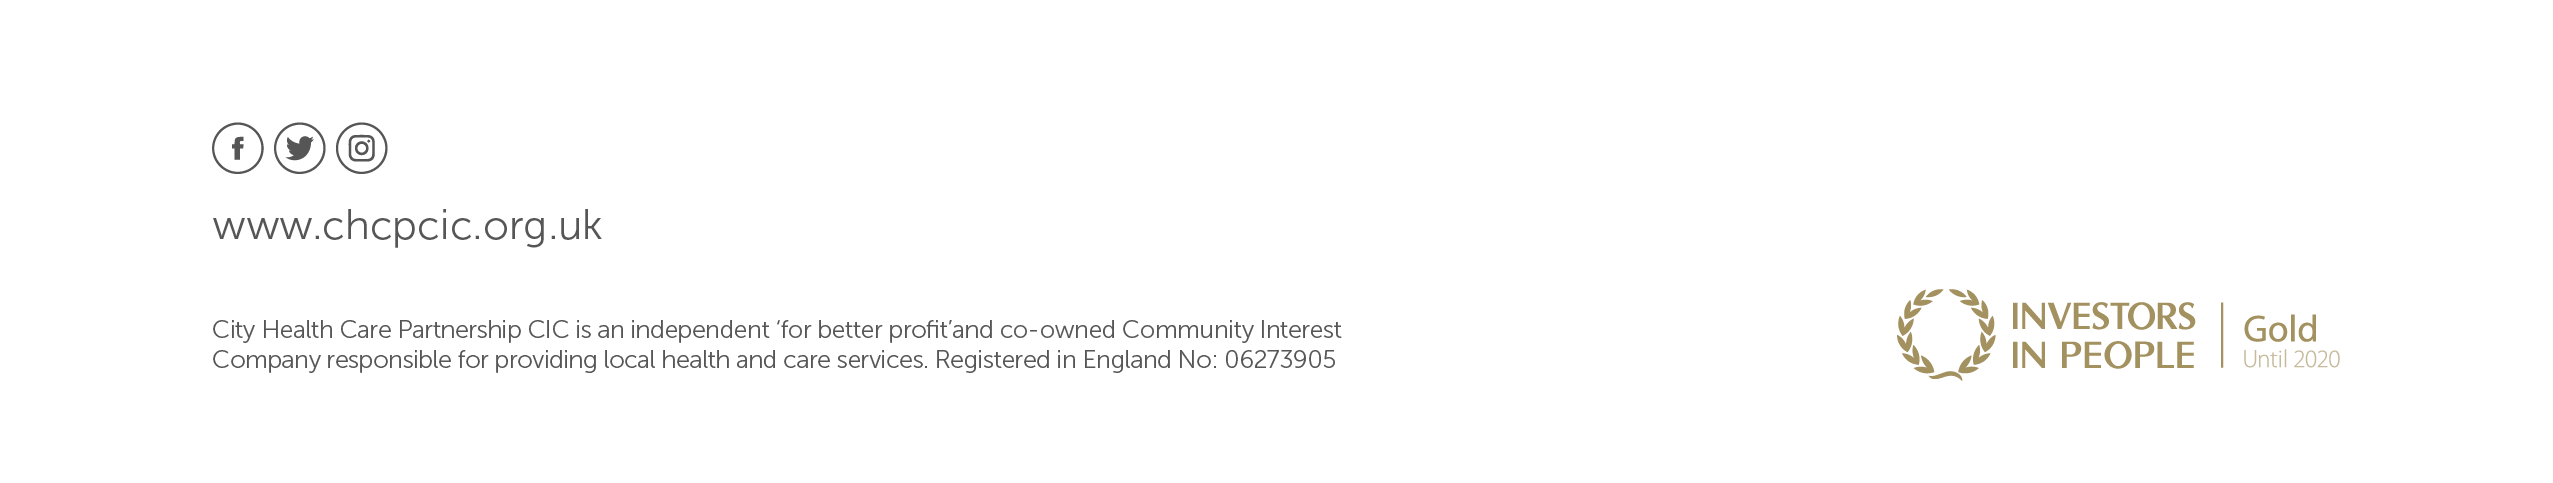 www.chcpcic.org.uk
City Health Care Partnership CIC is an independent ‘for better profit’and co-owned Community Interest
Company responsible for providing local health and care services. Registered in England No: 06273905
INVESTORS
IN PEOPLE
Gold
Until 2020